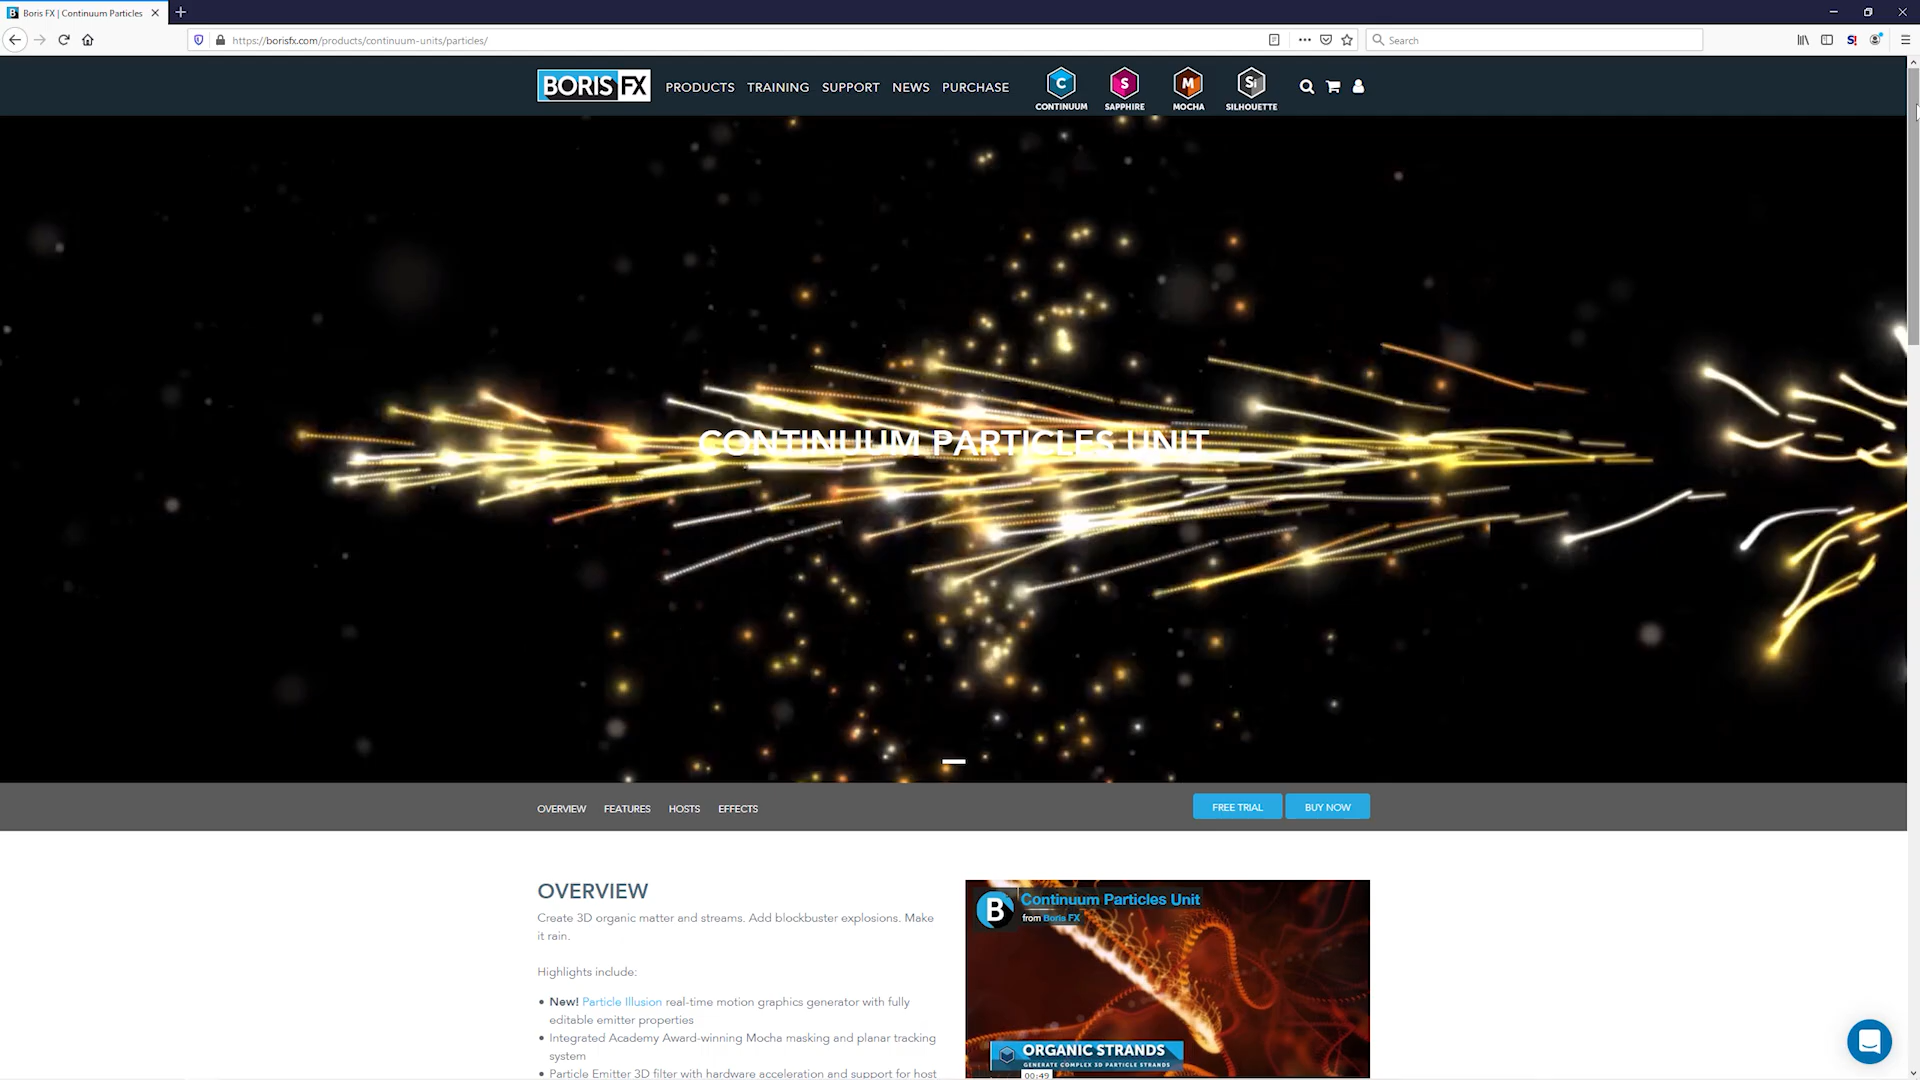 Boris FX | Continuum Particles
https://borisfx.com/products/continuum-units/particles/
Search
BORIS FX
PRODUCTS TRAINING SUPPORT NEWS PURCHASE
C S M Si
CONTINUUM SAPPHIRE MOCHA SILHOUETTE
CONTINUUM PARTICLES UNIT
OVERVIEW FEATURES HOSTS EFFECTS
FREE TRIAL BUY NOW
OVERVIEW
Create 3D organic matter and streams. Add blockbuster explosions. Make
it rain.
Highlights include:
New! Particle Illusion real-time motion graphics generator with fully
editable emitter properties
Integrated Academy Award-winning Mocha masking and planar tracking
system
Particle Emitter 3D filter with hardware acceleration and support for host
B
Continuum Particles Unit
from Boris FX
ORGANIC STRANDS
GENERATE COMPLEX 3D PARTICLE STRANDS
00:49